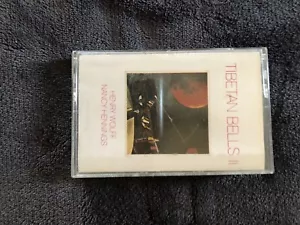 TIBETAN BELLS II
HENRY WOLFF
NANCY HENNINGS